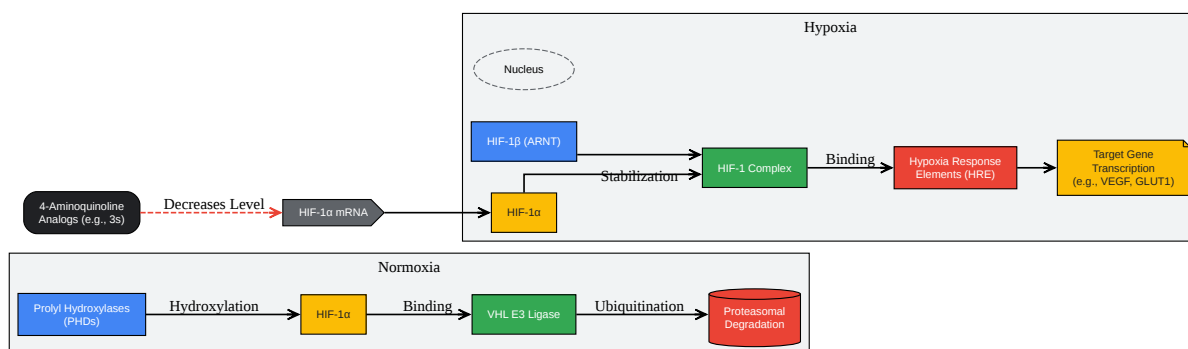 Hypoxia
Nucleus
HIF-1β (ARNT)
Stabilization
HIF-1 Complex
Binding
Hypoxia Response
Elements (HRE)
Target Gene
Transcription
(e.g., VEGF, GLUT1)
4-Aminoquinoline
Analogs (e.g., 3s)
Decreases Level
HIF-1α mRNA
HIF-1α
Normoxia
Prolyl Hydroxylases
(PHDs)
Hydroxylation
HIF-1α
Binding
VHL E3 Ligase
Ubiquitination
Proteasomal
Degradation